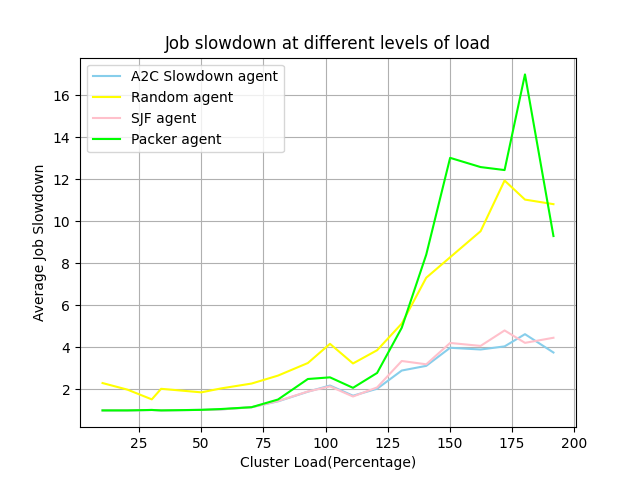 Job slowdown at different levels of load
A2C Slowdown agent
Random agent
SJF agent
Packer agent
Average Job Slowdown
16
14
12
10
8
6
4
2
25 50 75 100 125 150 175 200
Cluster Load(Percentage)